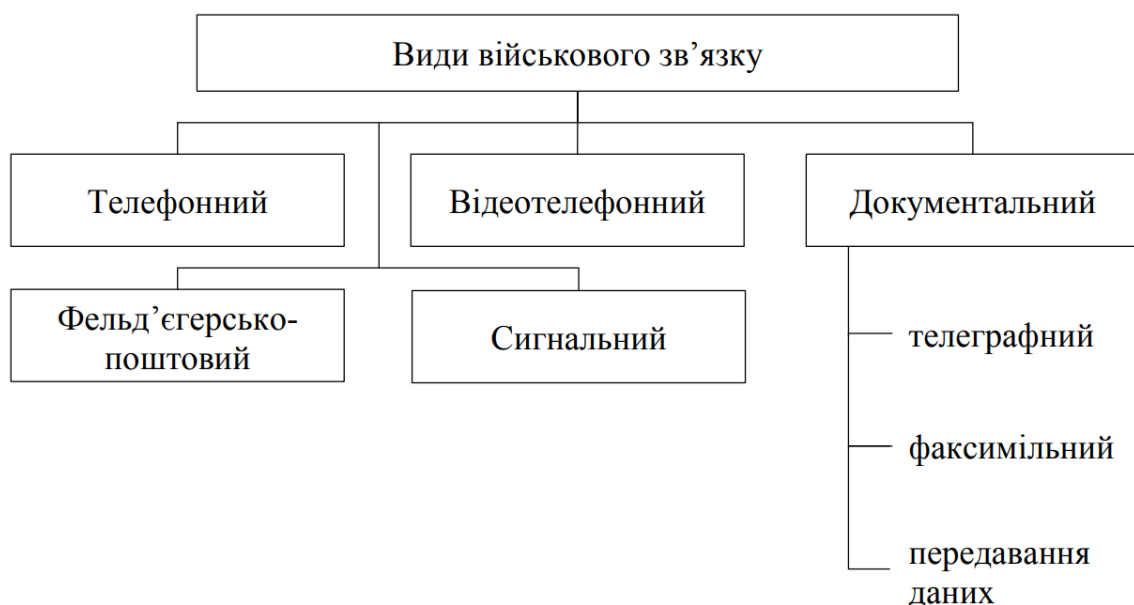 Види військового зв’язку
Телефонний
Відеотелефонний
Документальний
Фельд’єгерсько-
поштовий
Сигнальний
телеграфний
факсимільний
передавання
даних